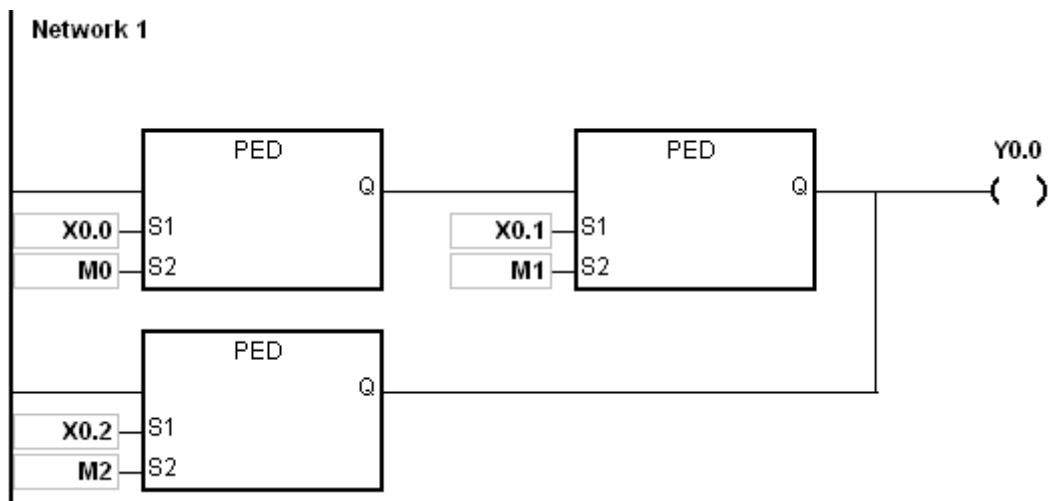 Network 1
PED PED Y0.0
Q Q ( )
X0.0 S1 X0.1 S1
M0 S2 M1 S2
PED
Q
X0.2 S1
M2 S2